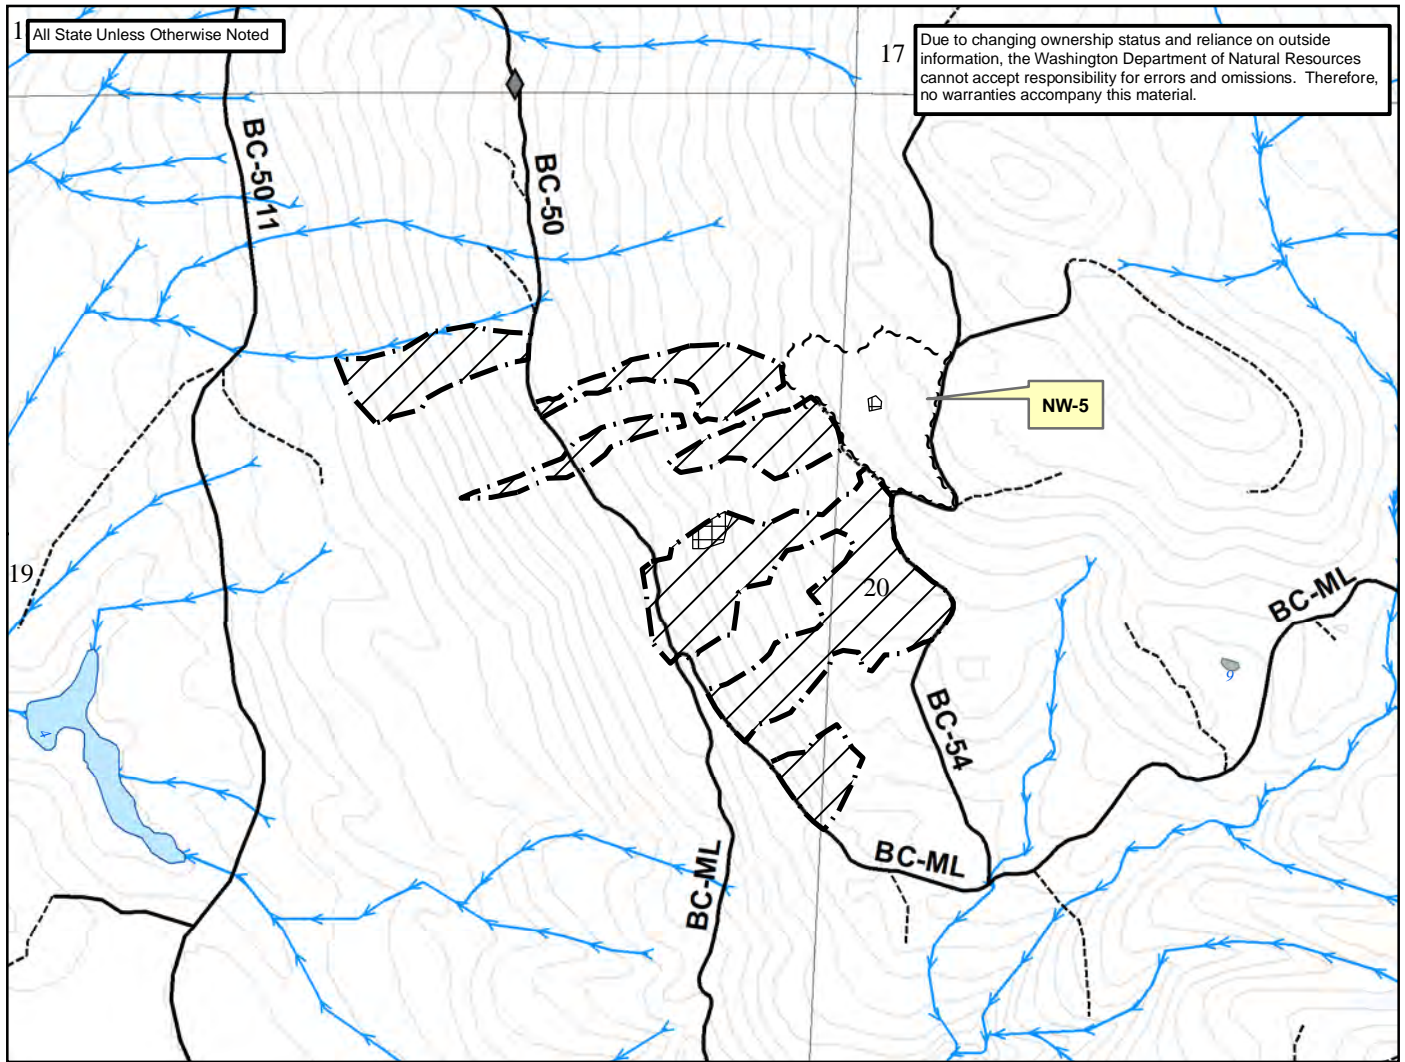 1
All State Unless Otherwise Noted
17
Due to changing ownership status and reliance on outside
information, the Washington Department of Natural Resources
cannot accept responsibility for errors and omissions. Therefore,
no warranties accompany this material.
BC-5011
BC-50
NW-5
19
20
BC-ML
9
4
BC-54
BC-ML
BC-ML